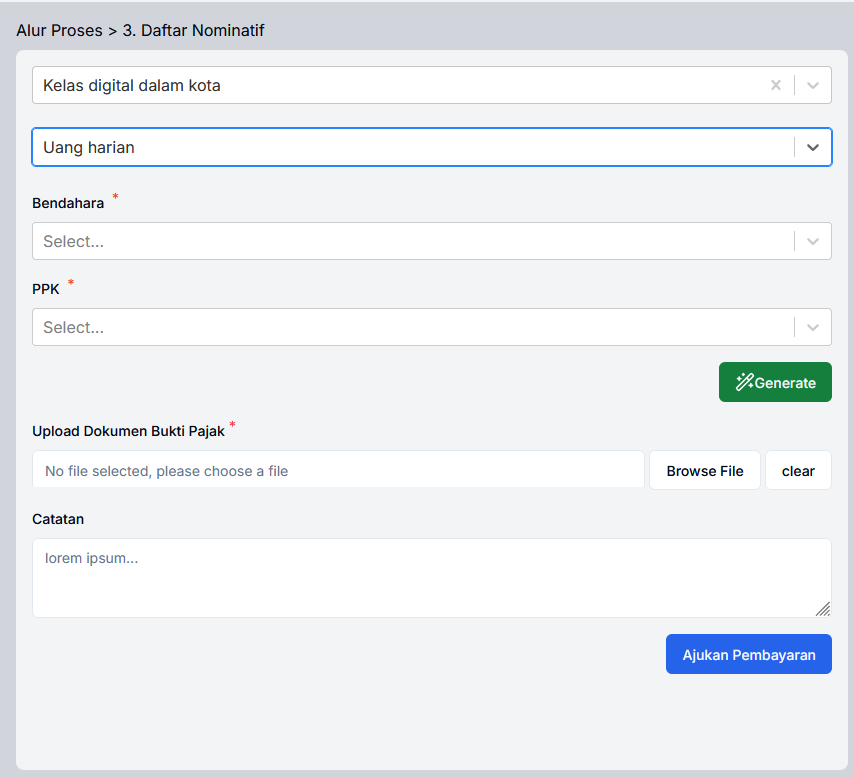 Alur Proses > 3. Daftar Nominatif
Kelas digital dalam kota
Uang harian
Bendahara *
Select...
PPK *
Select...
Generate
Upload Dokumen Bukti Pajak *
No file selected, please choose a file
Browse File
clear
Catatan
lorem ipsum...
Ajukan Pembayaran